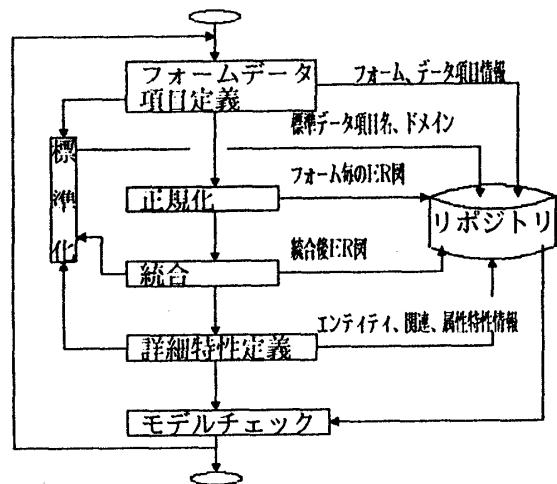 フォームデータ
項目定義
フォーム、データ項目情報
標準データ項目名、ドメイン
標準化
フォーム毎のER図
正規化
リポジトリ
統合後ER図
統合
エンティティ、関連、属性特性情報
詳細特性定義
モデルチェック